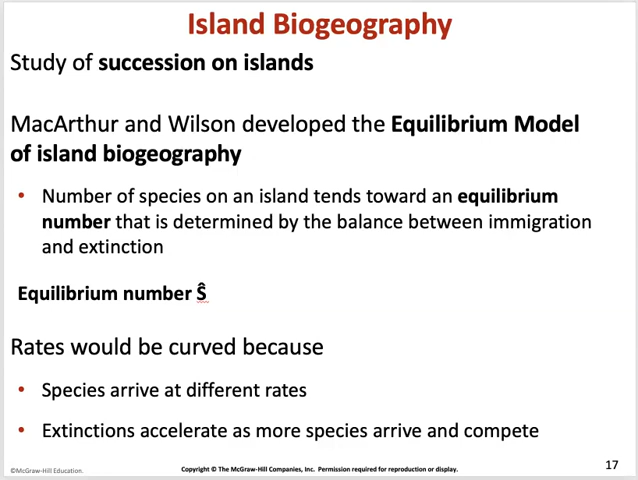 Island Biogeography
Study of succession on islands
MacArthur and Wilson developed the Equilibrium Model
of island biogeography
• Number of species on an island tends toward an equilibrium
number that is determined by the balance between immigration
and extinction
Equilibrium number Ŝ
Rates would be curved because
• Species arrive at different rates
• Extinctions accelerate as more species arrive and compete
©McGraw-Hill Education.
Copyright © The McGraw-Hill Companies, Inc. Permission required for reproduction or display.
17